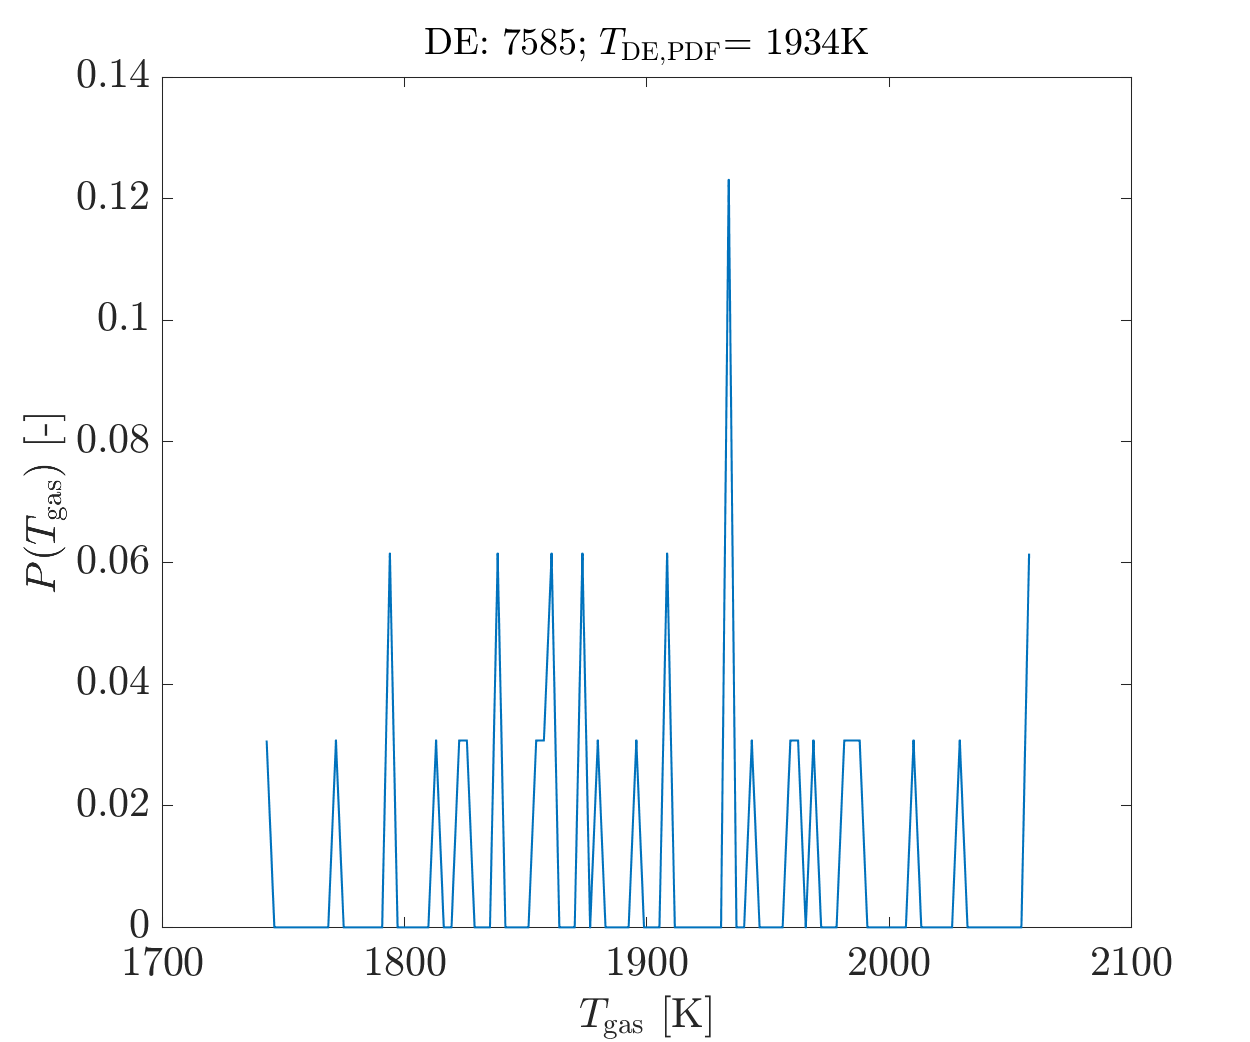 DE: 7585; T_DE,PDF= 1934K
0.14
0.12
0.1
0.08
0.06
0.04
0.02
0
P(T_gas) [-]
1700 1800 1900 2000 2100
T_gas [K]